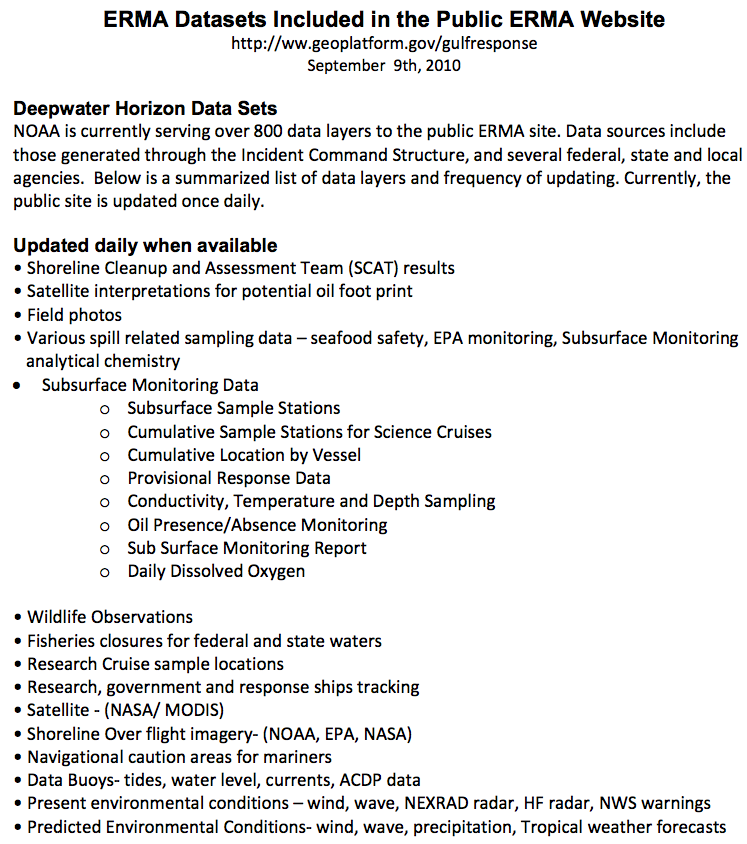 ERMA Datasets Included in the Public ERMA Website
http://ww.geoplatform.gov/gulfresponse
September 9th, 2010
Deepwater Horizon Data Sets
NOAA is currently serving over 800 data layers to the public ERMA site. Data sources include
those generated through the Incident Command Structure, and several federal, state and local
agencies. Below is a summarized list of data layers and frequency of updating. Currently, the
public site is updated once daily.
Updated daily when available
• Shoreline Cleanup and Assessment Team (SCAT) results
• Satellite interpretations for potential oil foot print
• Field photos
• Various spill related sampling data – seafood safety, EPA monitoring, Subsurface Monitoring
analytical chemistry
• Subsurface Monitoring Data
o Subsurface Sample Stations
o Cumulative Sample Stations for Science Cruises
o Cumulative Location by Vessel
o Provisional Response Data
o Conductivity, Temperature and Depth Sampling
o Oil Presence/Absence Monitoring
o Sub Surface Monitoring Report
o Daily Dissolved Oxygen
• Wildlife Observations
• Fisheries closures for federal and state waters
• Research Cruise sample locations
• Research, government and response ships tracking
• Satellite - (NASA/ MODIS)
• Shoreline Over flight imagery- (NOAA, EPA, NASA)
• Navigational caution areas for mariners
• Data Buoys- tides, water level, currents, ACDP data
• Present environmental conditions – wind, wave, NEXRAD radar, HF radar, NWS warnings
• Predicted Environmental Conditions- wind, wave, precipitation, Tropical weather forecasts